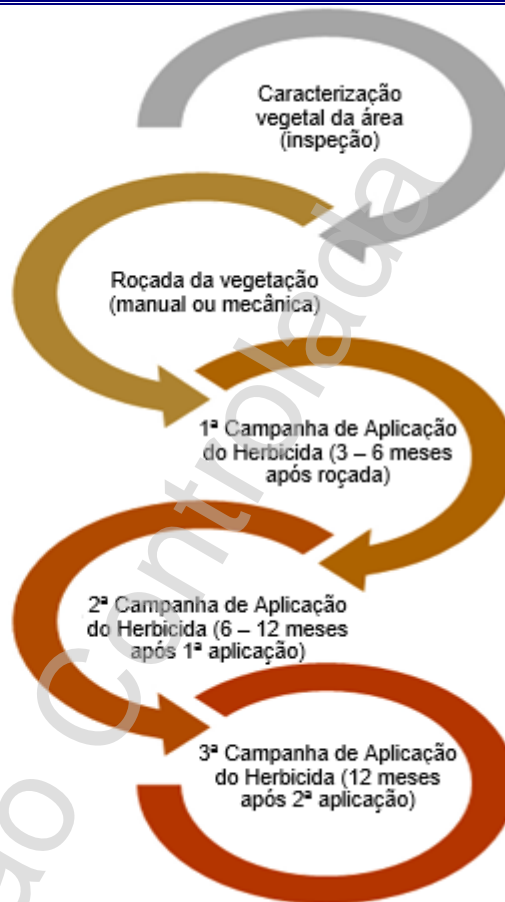 Caracterização
vegetal da área
(inspeção)
Roçada da vegetação
(manual ou mecânica)
1ª Campanha de Aplicação
do Herbicida (3 – 6 meses
após roçada)
2ª Campanha de Aplicação
do Herbicida (6 – 12 meses
após 1ª aplicação)
3ª Campanha de Aplicação
do Herbicida (12 meses
após 2ª aplicação)
ão Controlada